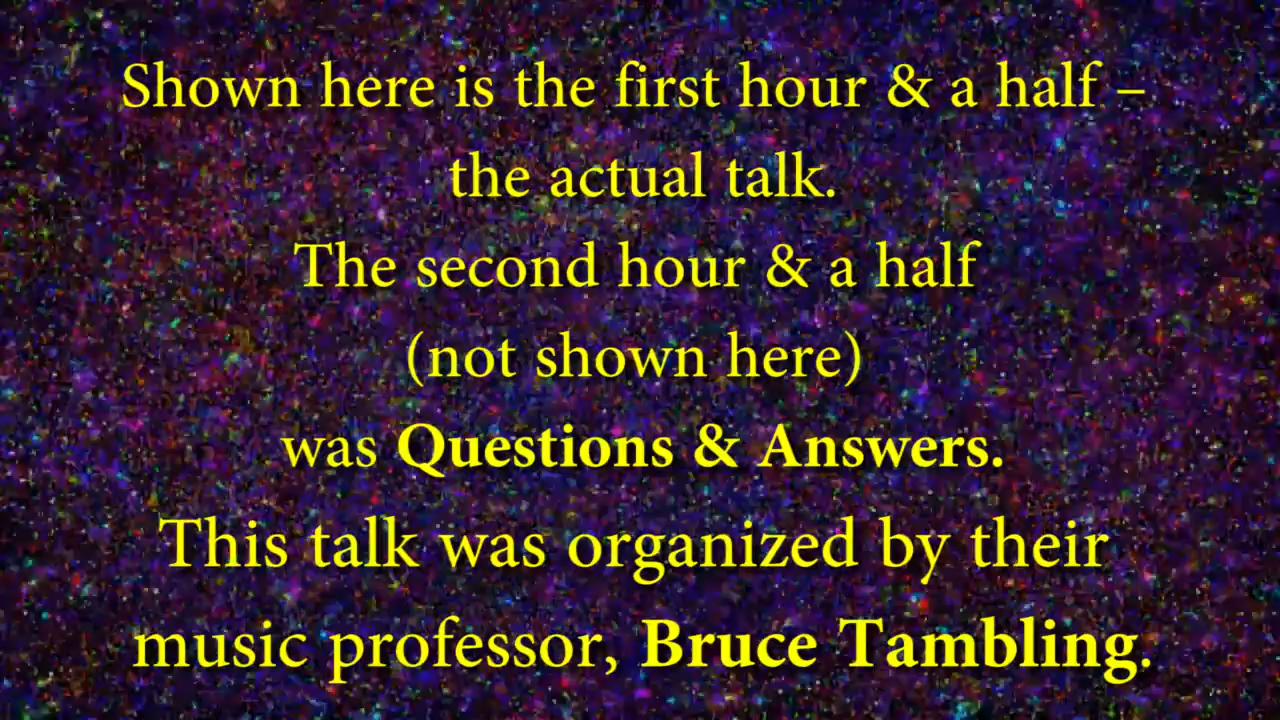 Shown here is the first hour & a half –
the actual talk.
The second hour & a half
(not shown here)
was Questions & Answers.
This talk was organized by their
music professor, Bruce Tambling.